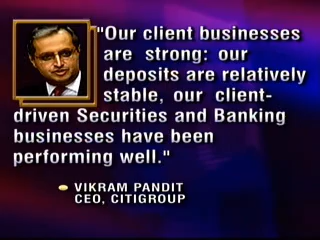 "Our client businesses
are strong: our
deposits are relatively
stable, our client-
driven Securities and Banking
businesses have been
performing well."
VIKRAM PANDIT
CEO, CITIGROUP